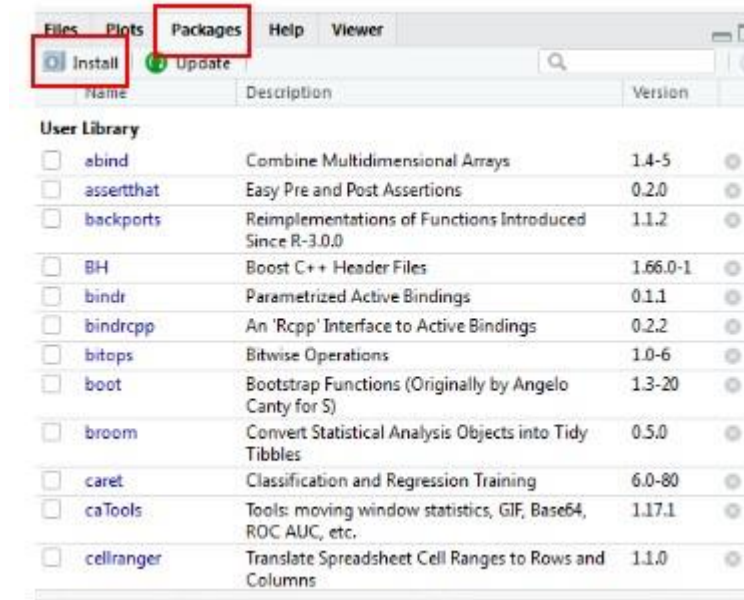 Files Plots Packages Help Viewer
Install Update
Name Description Version
User Library
abind Combine Multidimensional Arrays 1.4-5
assertthat Easy Pre and Post Assertions 0.2.0
backports Reimplementations of Functions Introduced 1.1.2
Since R-3.0.0
BH Boost C++ Header Files 1.66.0-1
bindr Parametrized Active Bindings 0.1.1
bindrcpp An 'Rcpp' Interface to Active Bindings 0.2.2
bitops Bitwise Operations 1.0-6
boot Bootstrap Functions (Originally by Angelo 1.3-20
Canty for S)
broom Convert Statistical Analysis Objects into Tidy 0.5.0
Tibbles
caret Classification and Regression Training 6.0-80
caTools Tools: moving window statistics, GIF, Base64, 1.17.1
ROC AUC, etc.
cellranger Translate Spreadsheet Cell Ranges to Rows and 1.1.0
Columns